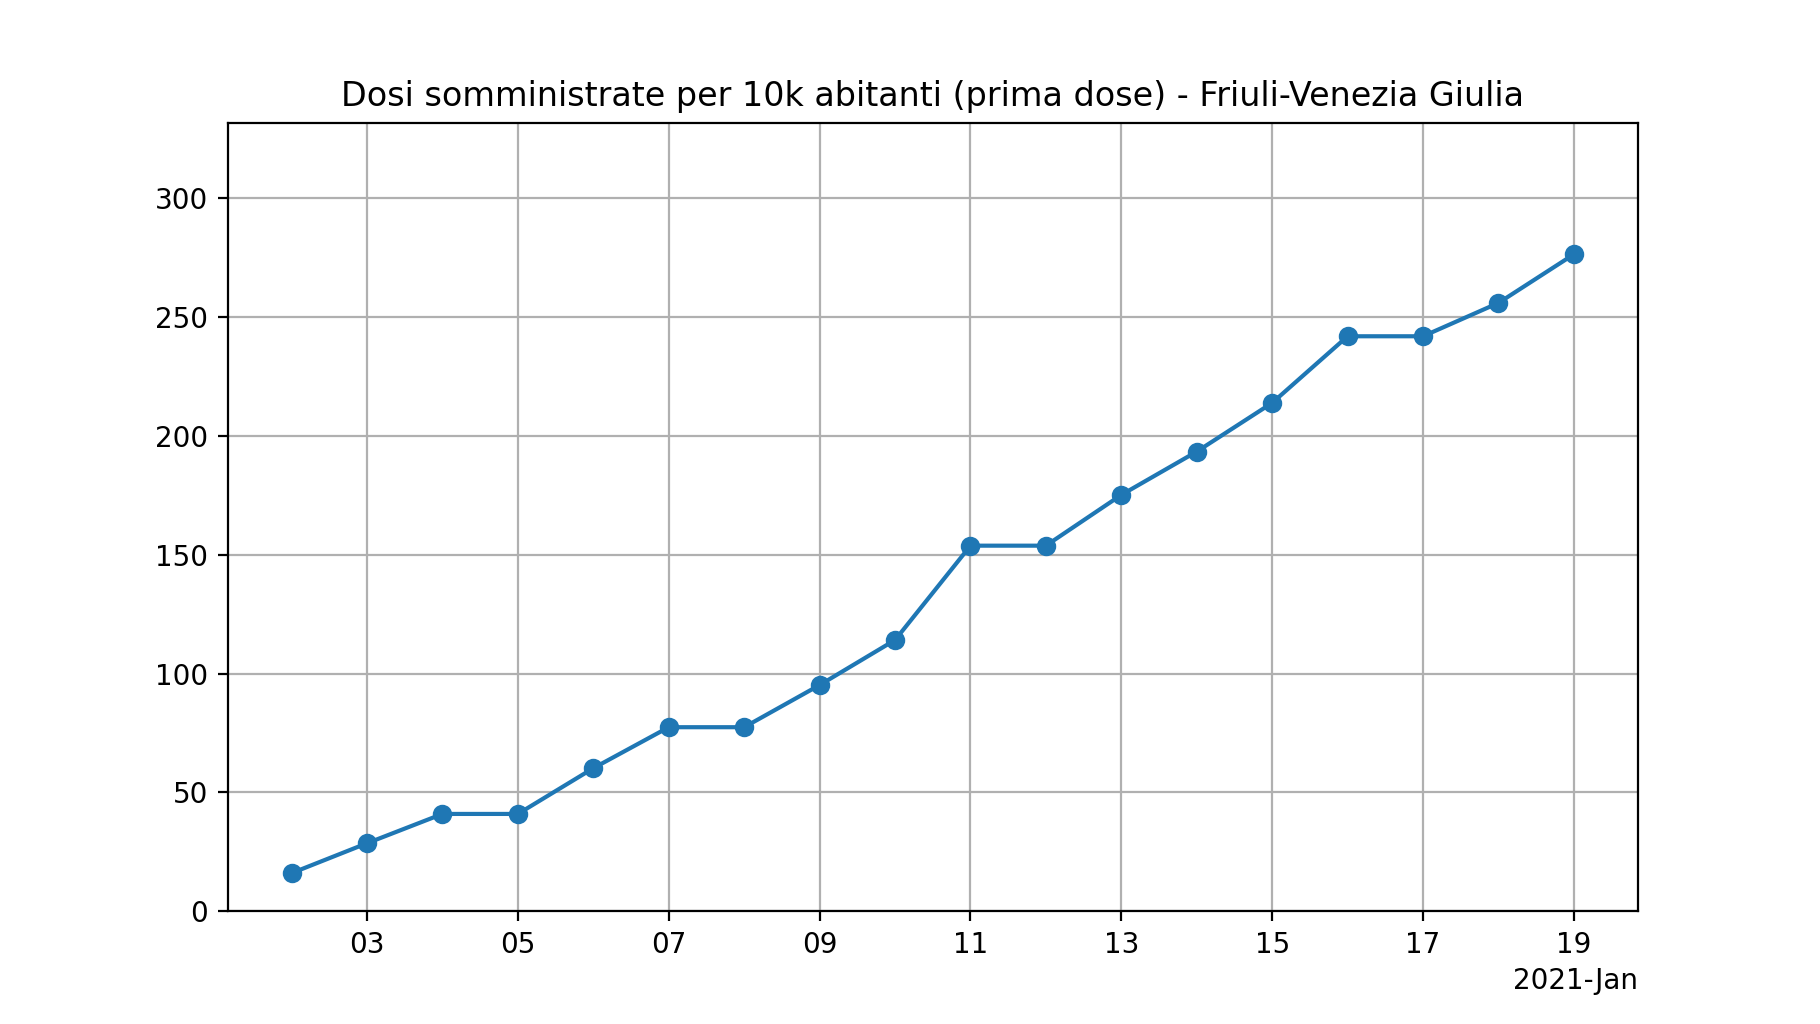 Dosi somministrate per 10k abitanti (prima dose) - Friuli-Venezia Giulia
300
250
200
150
100
50
0
03 05 07 09 11 13 15 17 19
2021-Jan